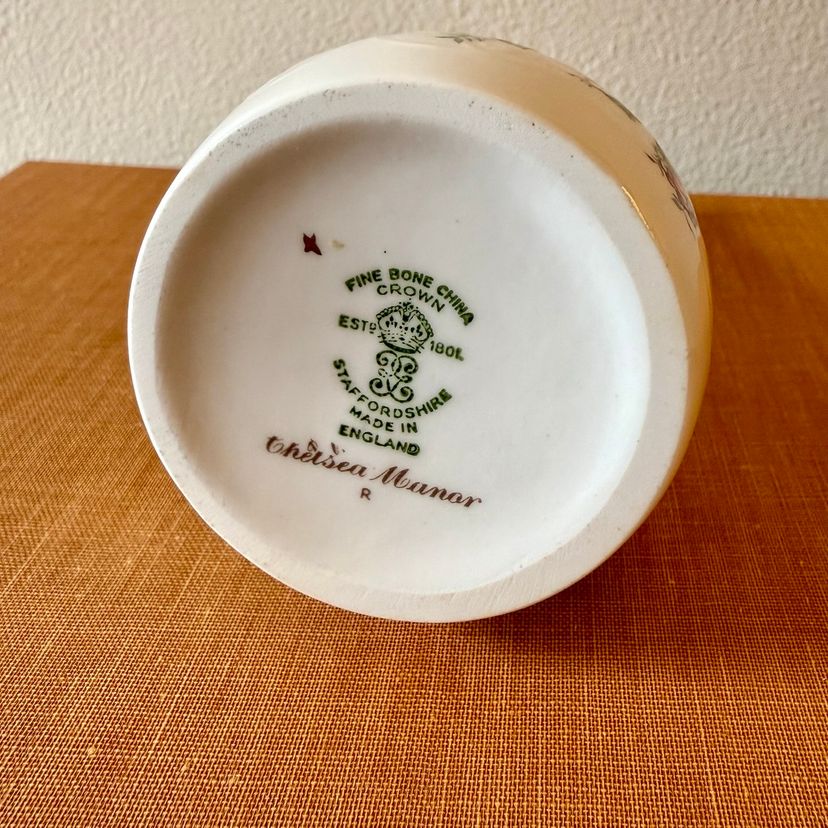 FINE BONE CHINA
CROWN
ESTD 1801.
STAFFORDSHIRE
MADE IN
ENGLAND
Chelsea Manor
R